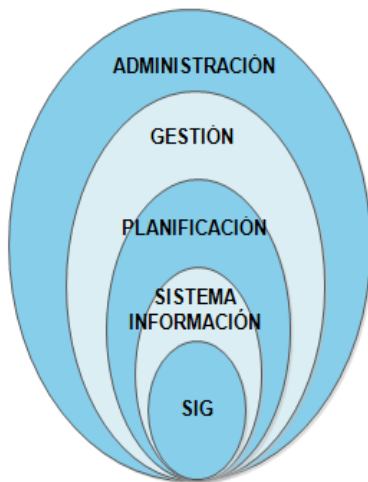 ADMINISTRACIÓN
GESTIÓN
PLANIFICACIÓN
SISTEMA
INFORMACIÓN
SIG